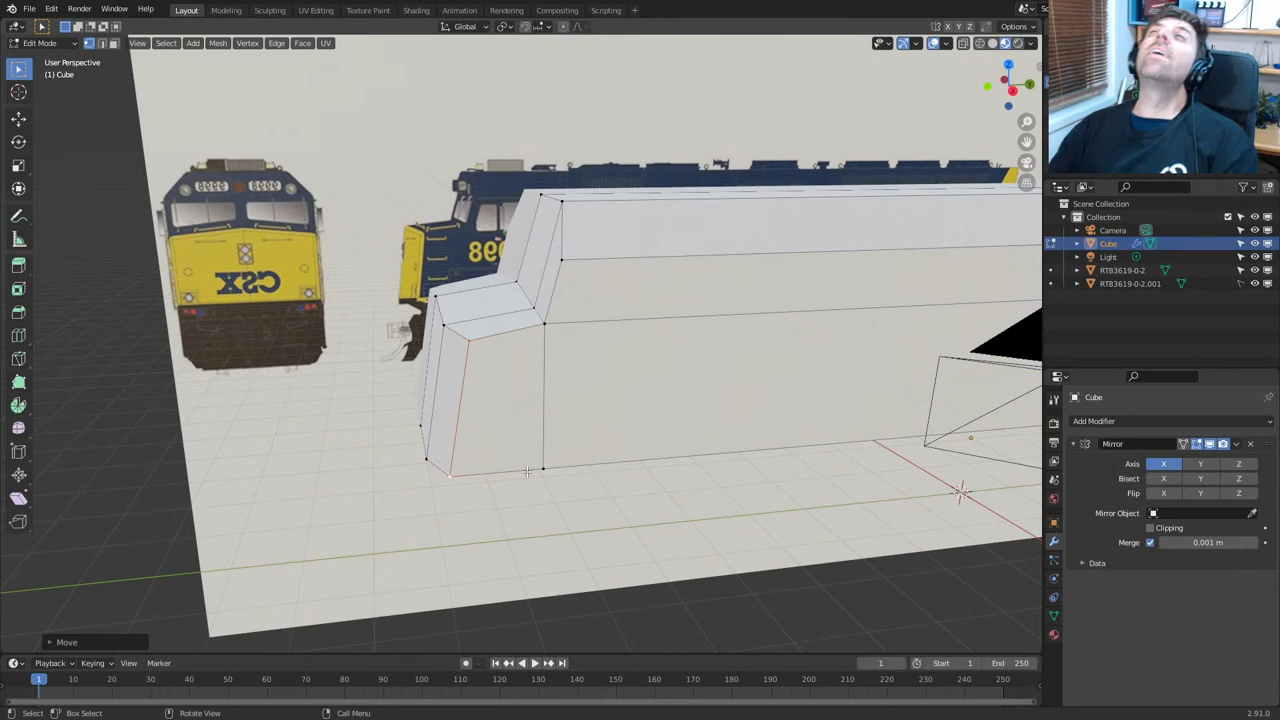 File Edit Render Window Help Layout Modeling Sculpting UV Editing Texture Paint Shading Animation Rendering Compositing Scripting +
Global Options
Edit Mode View Select Add Mesh Vertex Edge Face UV
X Y Z
User Perspective
(1) Cube
Z
Y
X
CSX
Scene Collection
Collection
Camera
Cube
Light
RT83619-0-2
RT83619-0-2.001
Cube
Add Modifier
Mirror
Axis X Y Z
Bisect X Y Z
Flip X Y Z
Mirror Object
Clipping
Merge 0.001 m
Data
Move
Playback Keying View Marker 1 Start 1 End 250
1 10 20 30 40 50 60 70 80 90 100 110 120 130 140 150 160 170 180 190 200 210 220 230 240 250
Select Box Select Rotate View Call Menu 2.91.0